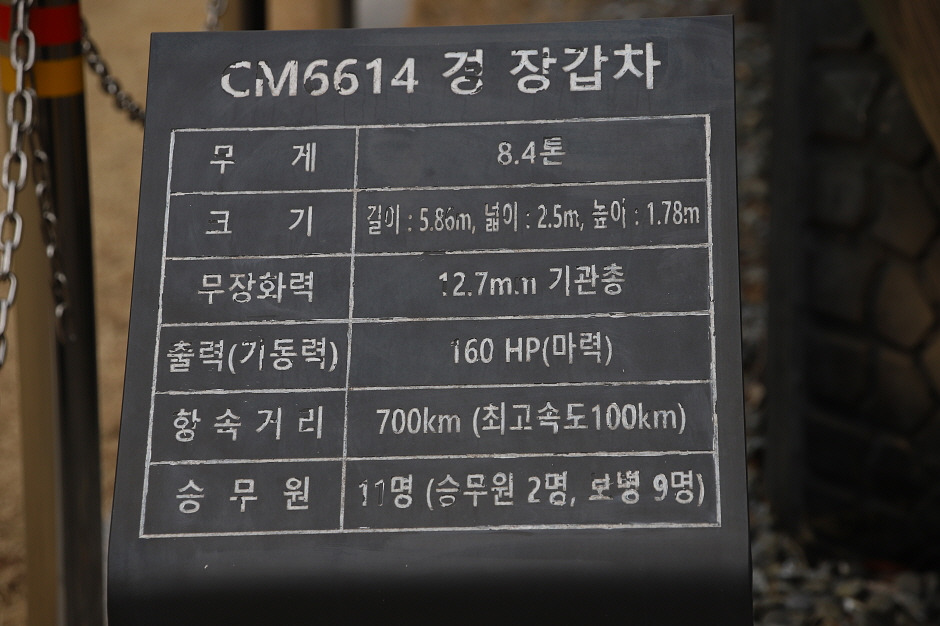 CM6614 경 장갑차
무 게 8.4톤
크 기 길이 : 5.86m, 넓이 : 2.5m, 높이 : 1.78m
무장화력 12.7mm 기관총
출력(기동력) 160 HP(마력)
항속거리 700km (최고속도100km)
승 무 원 11명 (승무원 2명, 보병 9명)